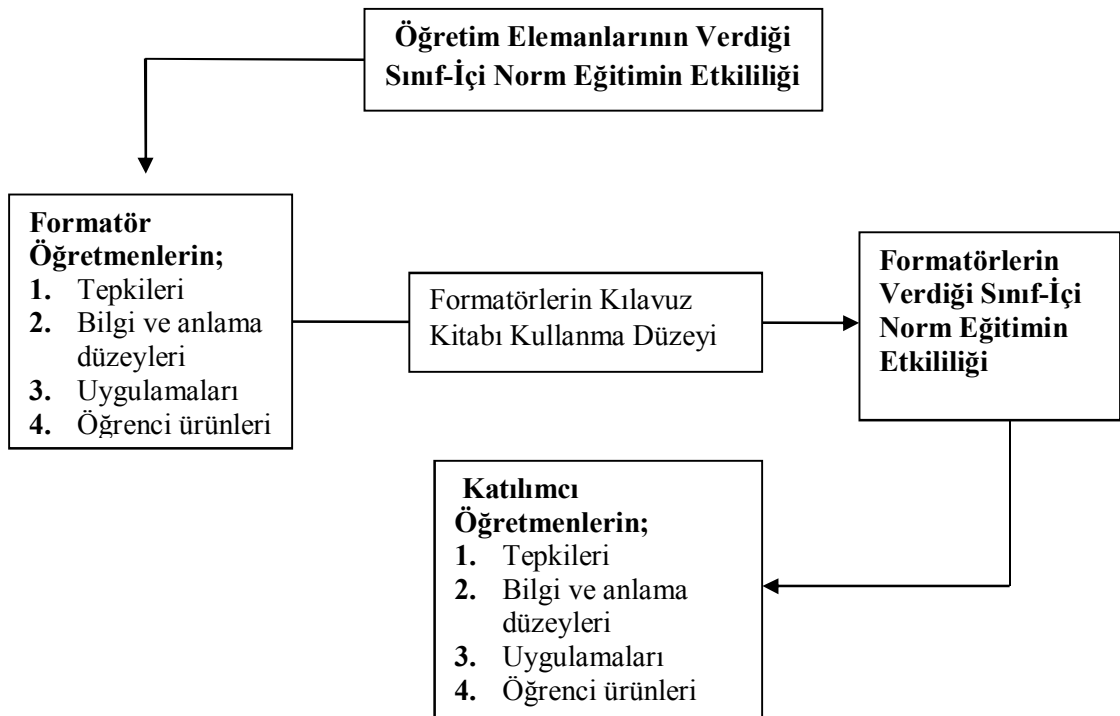 Öğretim Elemanlarının Verdiği
Sınıf-İçi Norm Eğitimin Etkililiği
Formatör
Öğretmenlerin;
1. Tepkileri
2. Bilgi ve anlama
düzeyleri
3. Uygulamaları
4. Öğrenci ürünleri
Formatörlerin Kılavuz
Kitabı Kullanma Düzeyi
Formatörlerin
Verdiği Sınıf-İçi
Norm Eğitimin
Etkililiği
Katılımcı
Öğretmenlerin;
1. Tepkileri
2. Bilgi ve anlama
düzeyleri
3. Uygulamaları
4. Öğrenci ürünleri